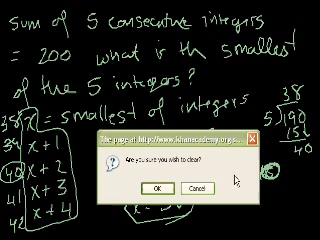 Sum of 5 consecutive integers
= 200 what is th smallest
of the 5 integers?
38 x = smallest of integers
39 x + 1
40 x + 2
41 x + 3
42 x + 4
38
5 190
15
40
The page at http://www.khanacademy.org s...
Are you sure you wish to clear?
OK
Cancel